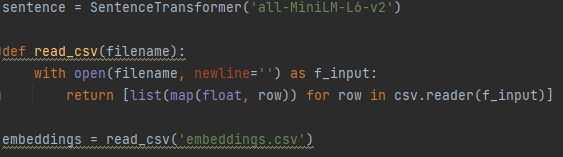 sentence = SentenceTransformer('all-MiniLM-L6-v2')
def read_csv(filename):
    with open(filename, newline='') as f_input:
        return [list(map(float, row)) for row in csv.reader(f_input)]
embeddings = read_csv('embeddings.csv')